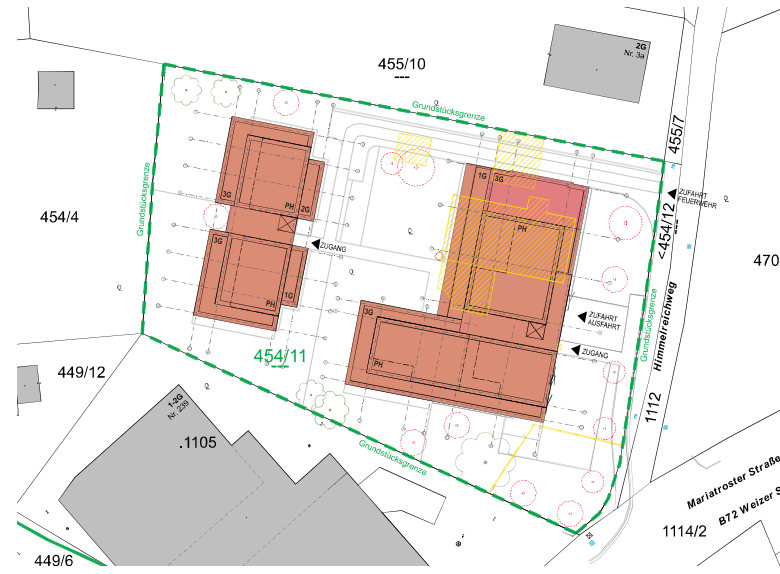 2G
Nr. 3a
455/10
---
Grundstücksgrenze
455/7
1G
3G
ZUFAHRT
FEUERWEHR
Grundstücksgrenze
3G
PH
2G
454/4
<454/12
---
PH
3G
ZUGANG
470
1G
PH
Himmelreichweg
Grundstücksgrenze
3G
ZUFAHRT
AUSFAHRT
ZUGANG
454/11
---
PH
449/12
1-2G
Nr. 239
1112
.1105
Grundstücksgrenze
Mariatroster Straße
B72 Weizer S
1114/2
449/6